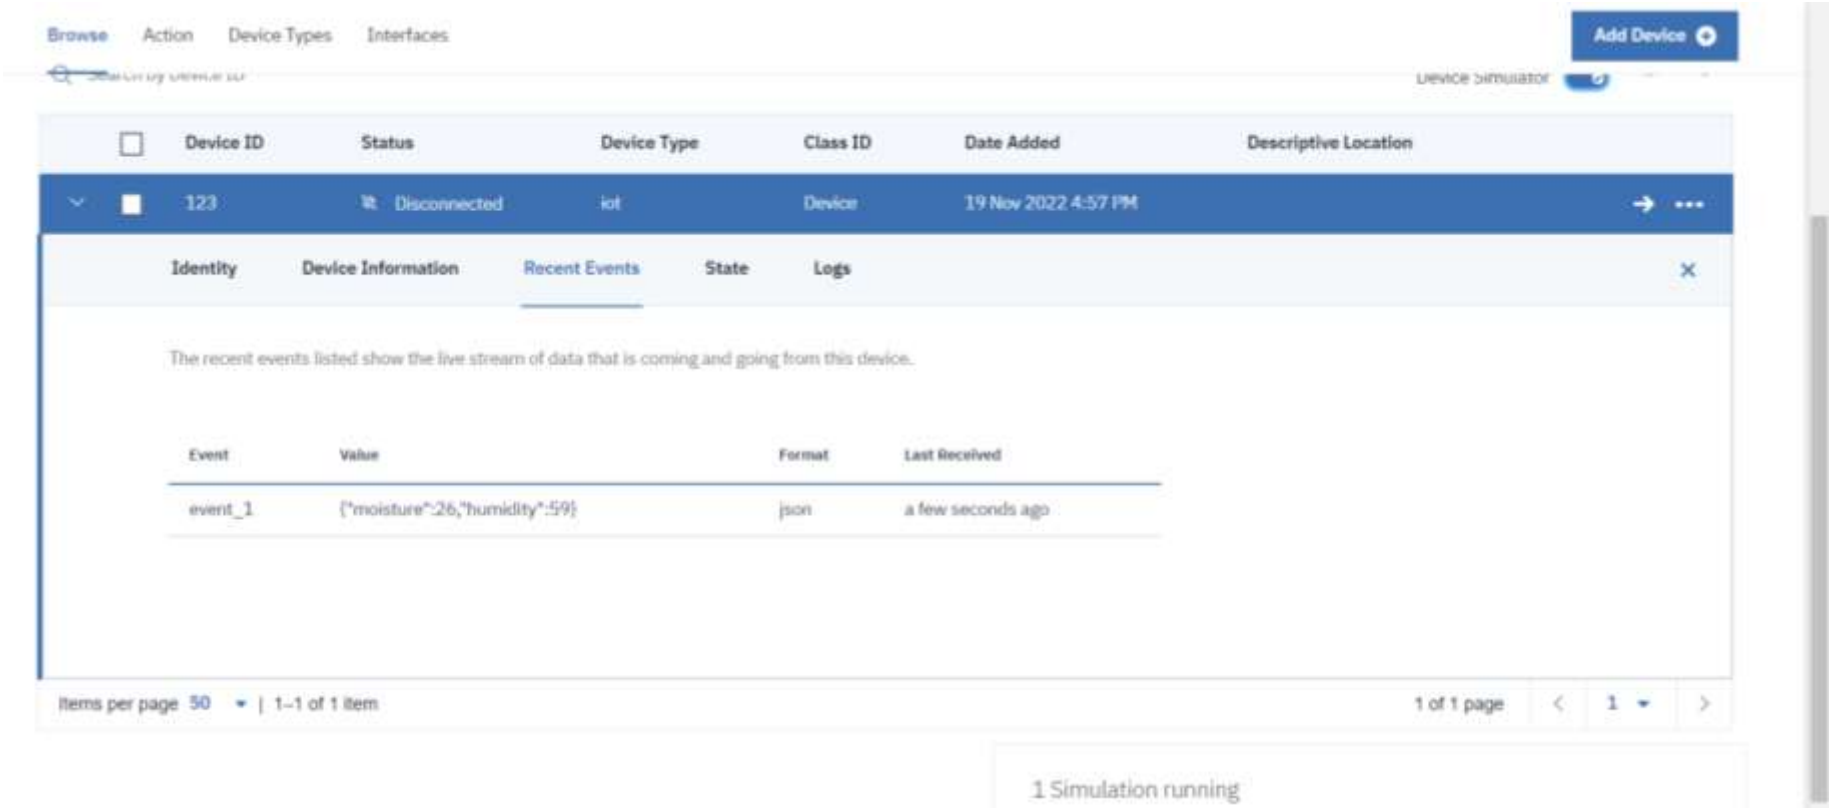 Browse Action Device Types Interfaces Add Device
Search by Device ID Device Simulator
Device ID Status Device Type Class ID Date Added Descriptive Location
123 Disconnected iot Device 19 Nov 2022 4:57 PM
Identity Device Information Recent Events State Logs
The recent events listed show the live stream of data that is coming and going from this device.
Event Value Format Last Received
event_1 {"moisture":26,"humidity":59} json a few seconds ago
Items per page 50 | 1–1 of 1 item 1 of 1 page 1
1 Simulation running